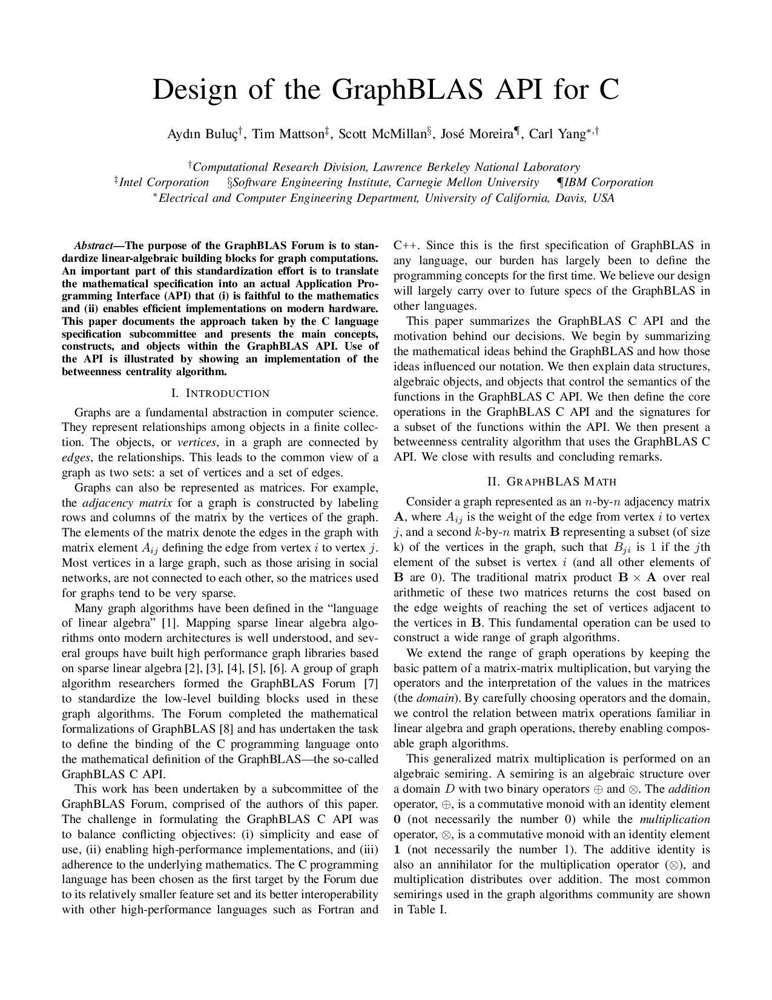 Design of the GraphBLAS API for C
Aydın Buluç†, Tim Mattson‡, Scott McMillan§, José Moreira¶, Carl Yang∗,†
†Computational Research Division, Lawrence Berkeley National Laboratory
‡Intel Corporation §Software Engineering Institute, Carnegie Mellon University ¶IBM Corporation
∗Electrical and Computer Engineering Department, University of California, Davis, USA
Abstract—The purpose of the GraphBLAS Forum is to stan-
dardize linear-algebraic building blocks for graph computations.
An important part of this standardization effort is to translate
the mathematical specification into an actual Application Pro-
gramming Interface (API) that (i) is faithful to the mathematics
and (ii) enables efficient implementations on modern hardware.
This paper documents the approach taken by the C language
specification subcommittee and presents the main concepts,
constructs, and objects within the GraphBLAS API. Use of
the API is illustrated by showing an implementation of the
betweenness centrality algorithm.
I. INTRODUCTION
Graphs are a fundamental abstraction in computer science.
They represent relationships among objects in a finite collec-
tion. The objects, or vertices, in a graph are connected by
edges, the relationships. This leads to the common view of a
graph as two sets: a set of vertices and a set of edges.
Graphs can also be represented as matrices. For example,
the adjacency matrix for a graph is constructed by labeling
rows and columns of the matrix by the vertices of the graph.
The elements of the matrix denote the edges in the graph with
matrix element Aij defining the edge from vertex i to vertex j.
Most vertices in a large graph, such as those arising in social
networks, are not connected to each other, so the matrices used
for graphs tend to be very sparse.
Many graph algorithms have been defined in the “language
of linear algebra” [1]. Mapping sparse linear algebra algo-
rithms onto modern architectures is well understood, and sev-
eral groups have built high performance graph libraries based
on sparse linear algebra [2], [3], [4], [5], [6]. A group of graph
algorithm researchers formed the GraphBLAS Forum [7]
to standardize the low-level building blocks used in these
graph algorithms. The Forum completed the mathematical
formalizations of GraphBLAS [8] and has undertaken the task
to define the binding of the C programming language onto
the mathematical definition of the GraphBLAS—the so-called
GraphBLAS C API.
This work has been undertaken by a subcommittee of the
GraphBLAS Forum, comprised of the authors of this paper.
The challenge in formulating the GraphBLAS C API was
to balance conflicting objectives: (i) simplicity and ease of
use, (ii) enabling high-performance implementations, and (iii)
adherence to the underlying mathematics. The C programming
language has been chosen as the first target by the Forum due
to its relatively smaller feature set and its better interoperability
with other high-performance languages such as Fortran and
C++. Since this is the first specification of GraphBLAS in
any language, our burden has largely been to define the
programming concepts for the first time. We believe our design
will largely carry over to future specs of the GraphBLAS in
other languages.
This paper summarizes the GraphBLAS C API and the
motivation behind our decisions. We begin by summarizing
the mathematical ideas behind the GraphBLAS and how those
ideas influenced our notation. We then explain data structures,
algebraic objects, and objects that control the semantics of the
functions in the GraphBLAS C API. We then define the core
operations in the GraphBLAS C API and the signatures for
a subset of the functions within the API. We then present a
betweenness centrality algorithm that uses the GraphBLAS C
API. We close with results and concluding remarks.
II. GRAPHBLAS MATH
Consider a graph represented as an n-by-n adjacency matrix
A, where Aij is the weight of the edge from vertex i to vertex
j, and a second k-by-n matrix B representing a subset (of size
k) of the vertices in the graph, such that Bji is 1 if the jth
element of the subset is vertex i (and all other elements of
B are 0). The traditional matrix product B × A over real
arithmetic of these two matrices returns the cost based on
the edge weights of reaching the set of vertices adjacent to
the vertices in B. This fundamental operation can be used to
construct a wide range of graph algorithms.
We extend the range of graph operations by keeping the
basic pattern of a matrix-matrix multiplication, but varying the
operators and the interpretation of the values in the matrices
(the domain). By carefully choosing operators and the domain,
we control the relation between matrix operations familiar in
linear algebra and graph operations, thereby enabling compos-
able graph algorithms.
This generalized matrix multiplication is performed on an
algebraic semiring. A semiring is an algebraic structure over
a domain D with two binary operators ⊕ and ⊗. The addition
operator, ⊕, is a commutative monoid with an identity element
0 (not necessarily the number 0) while the multiplication
operator, ⊗, is a commutative monoid with an identity element
1 (not necessarily the number 1). The additive identity is
also an annihilator for the multiplication operator (⊗), and
multiplication distributes over addition. The most common
semirings used in the graph algorithms community are shown
in Table I.